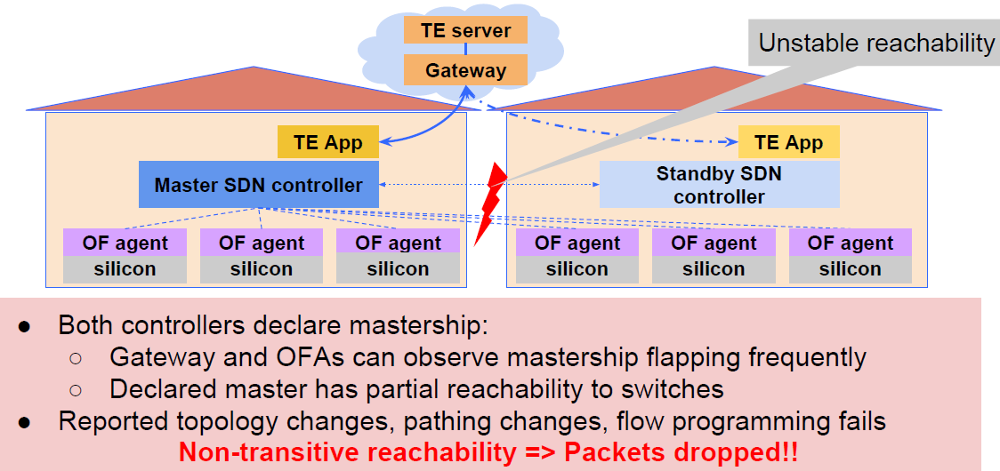 TE server
Gateway
Unstable reachability
TE App
TE App
Master SDN controller
Standby SDN
controller
OF agent
OF agent
OF agent
OF agent
OF agent
OF agent
silicon
silicon
silicon
silicon
silicon
silicon
● Both controllers declare mastership:
○ Gateway and OFAs can observe mastership flapping frequently
○ Declared master has partial reachability to switches
● Reported topology changes, pathing changes, flow programming fails
Non-transitive reachability => Packets dropped!!